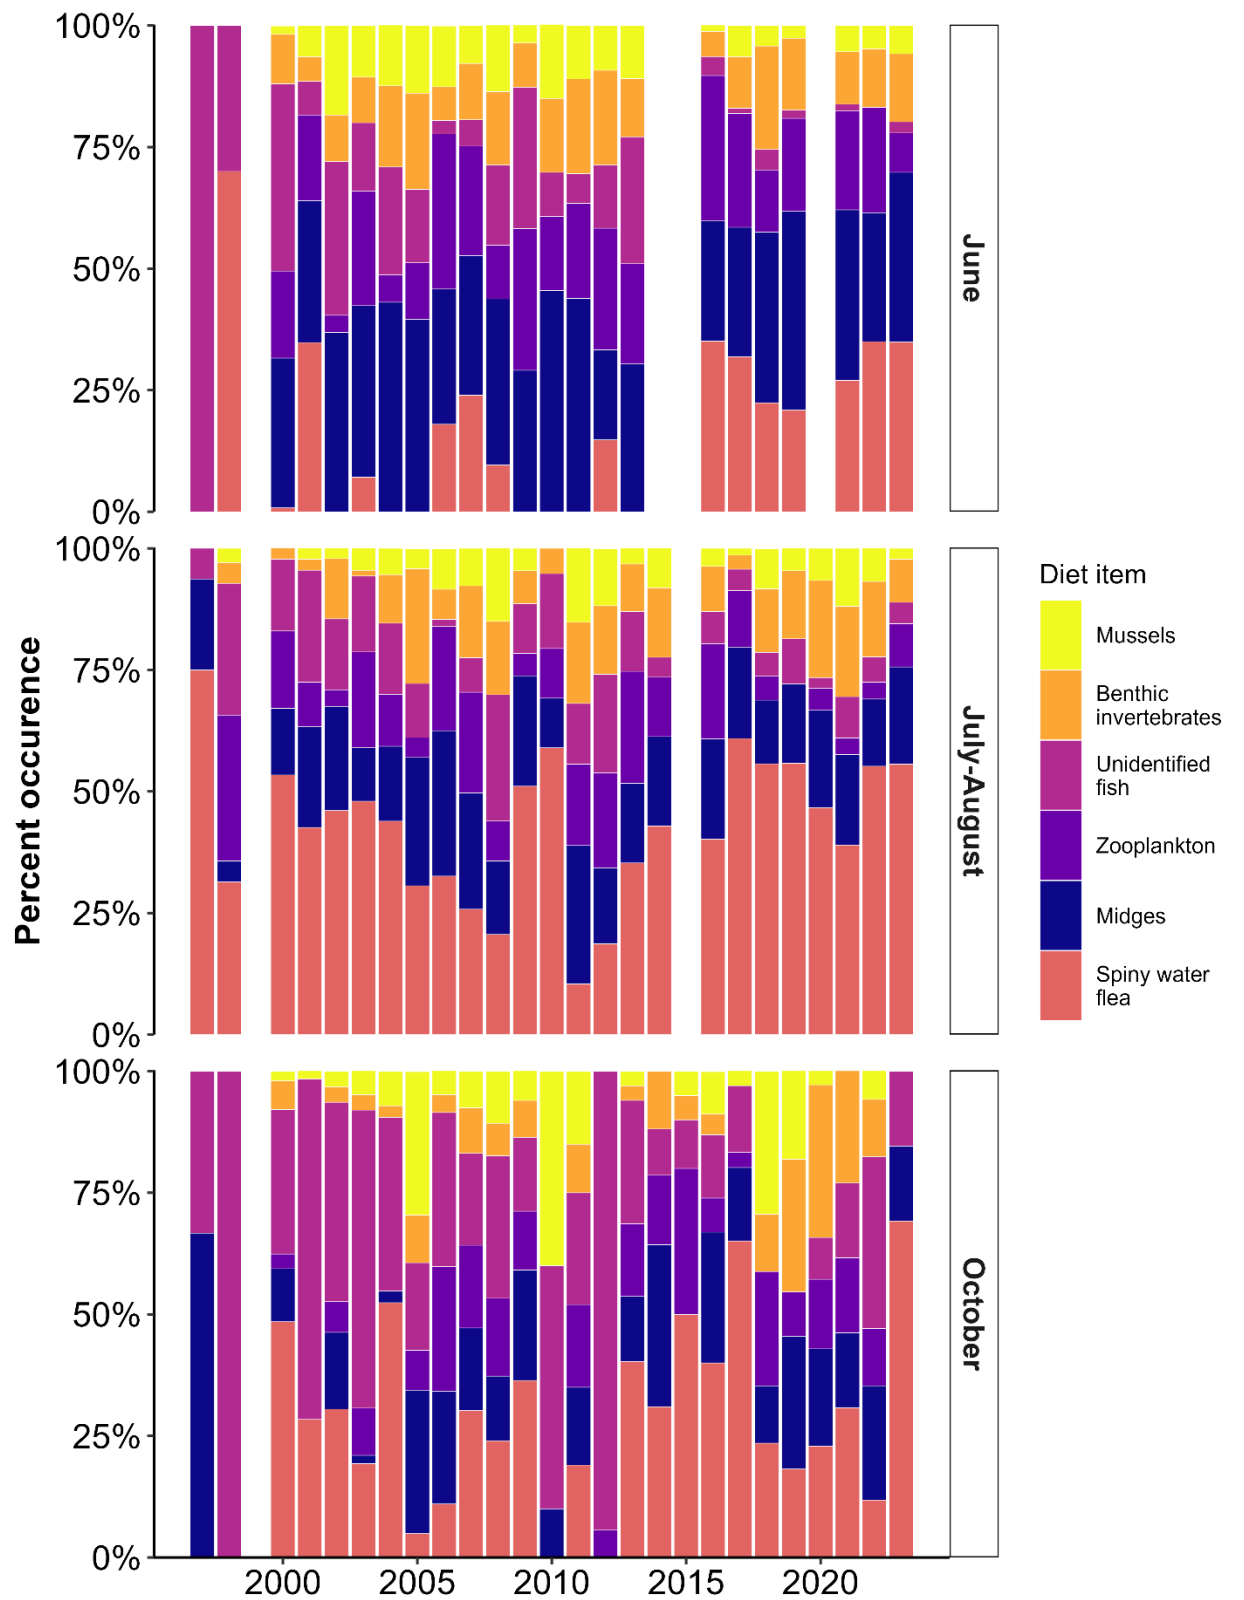 100%
75%
50%
25%
0%
June
100%
75%
50%
25%
0%
July-August
100%
75%
50%
25%
0%
October
2000
2005
2010
2015
2020
Percent occurence
Diet item
Mussels
Benthic
invertebrates
Unidentified
fish
Zooplankton
Midges
Spiny water
flea